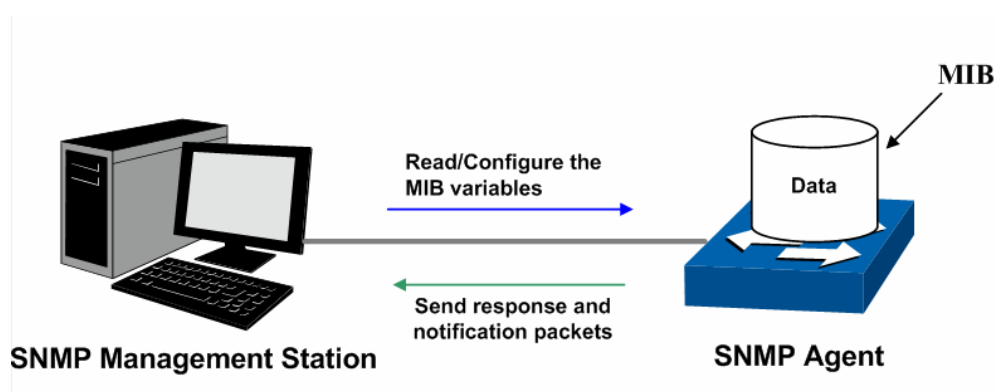 MIB
Read/Configure the
MIB variables
Data
Send response and
notification packets
SNMP Management Station
SNMP Agent